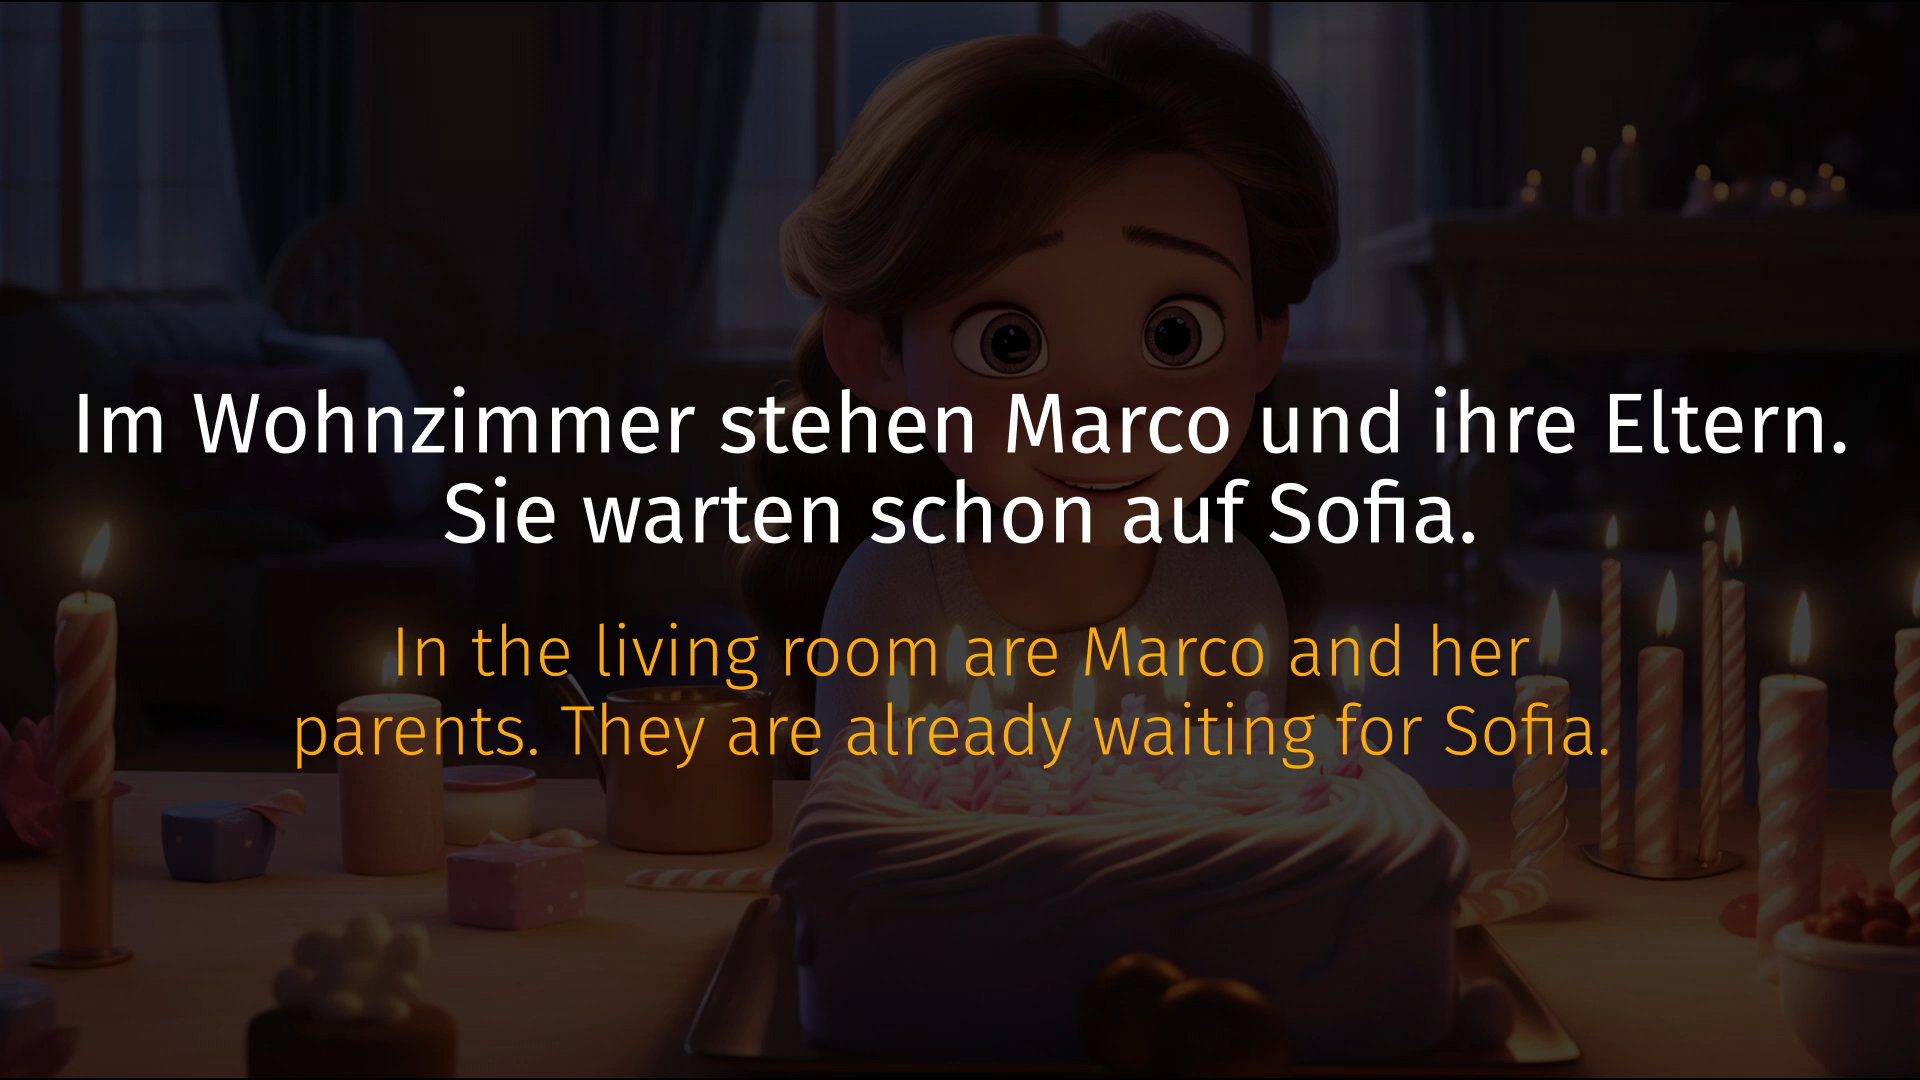 Im Wohnzimmer stehen Marco und ihre Eltern.
Sie warten schon auf Sofia.
In the living room are Marco and her
parents. They are already waiting for Sofia.